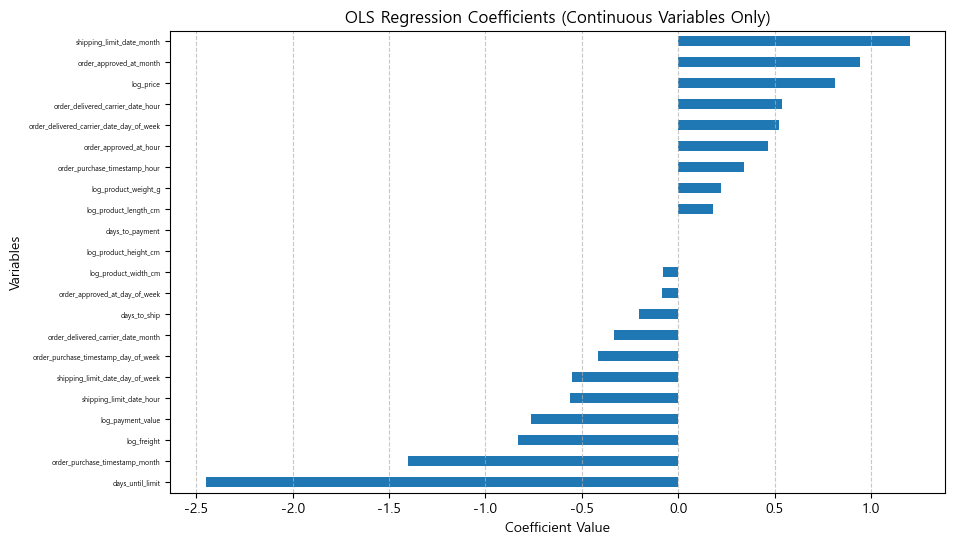 OLS Regression Coefficients (Continuous Variables Only)
shipping_limit_date_month
order_approved_at_month
log_price
order_delivered_carrier_date_hour
order_delivered_carrier_date_day_of_week
order_approved_at_hour
order_purchase_timestamp_hour
log_product_weight_g
log_product_length_cm
days_to_payment
log_product_height_cm
log_product_width_cm
order_approved_at_day_of_week
days_to_ship
order_delivered_carrier_date_month
order_purchase_timestamp_day_of_week
shipping_limit_date_day_of_week
shipping_limit_date_hour
log_payment_value
log_freight
order_purchase_timestamp_month
days_until_limit
Variables
-2.5 -2.0 -1.5 -1.0 -0.5 0.0 0.5 1.0
Coefficient Value